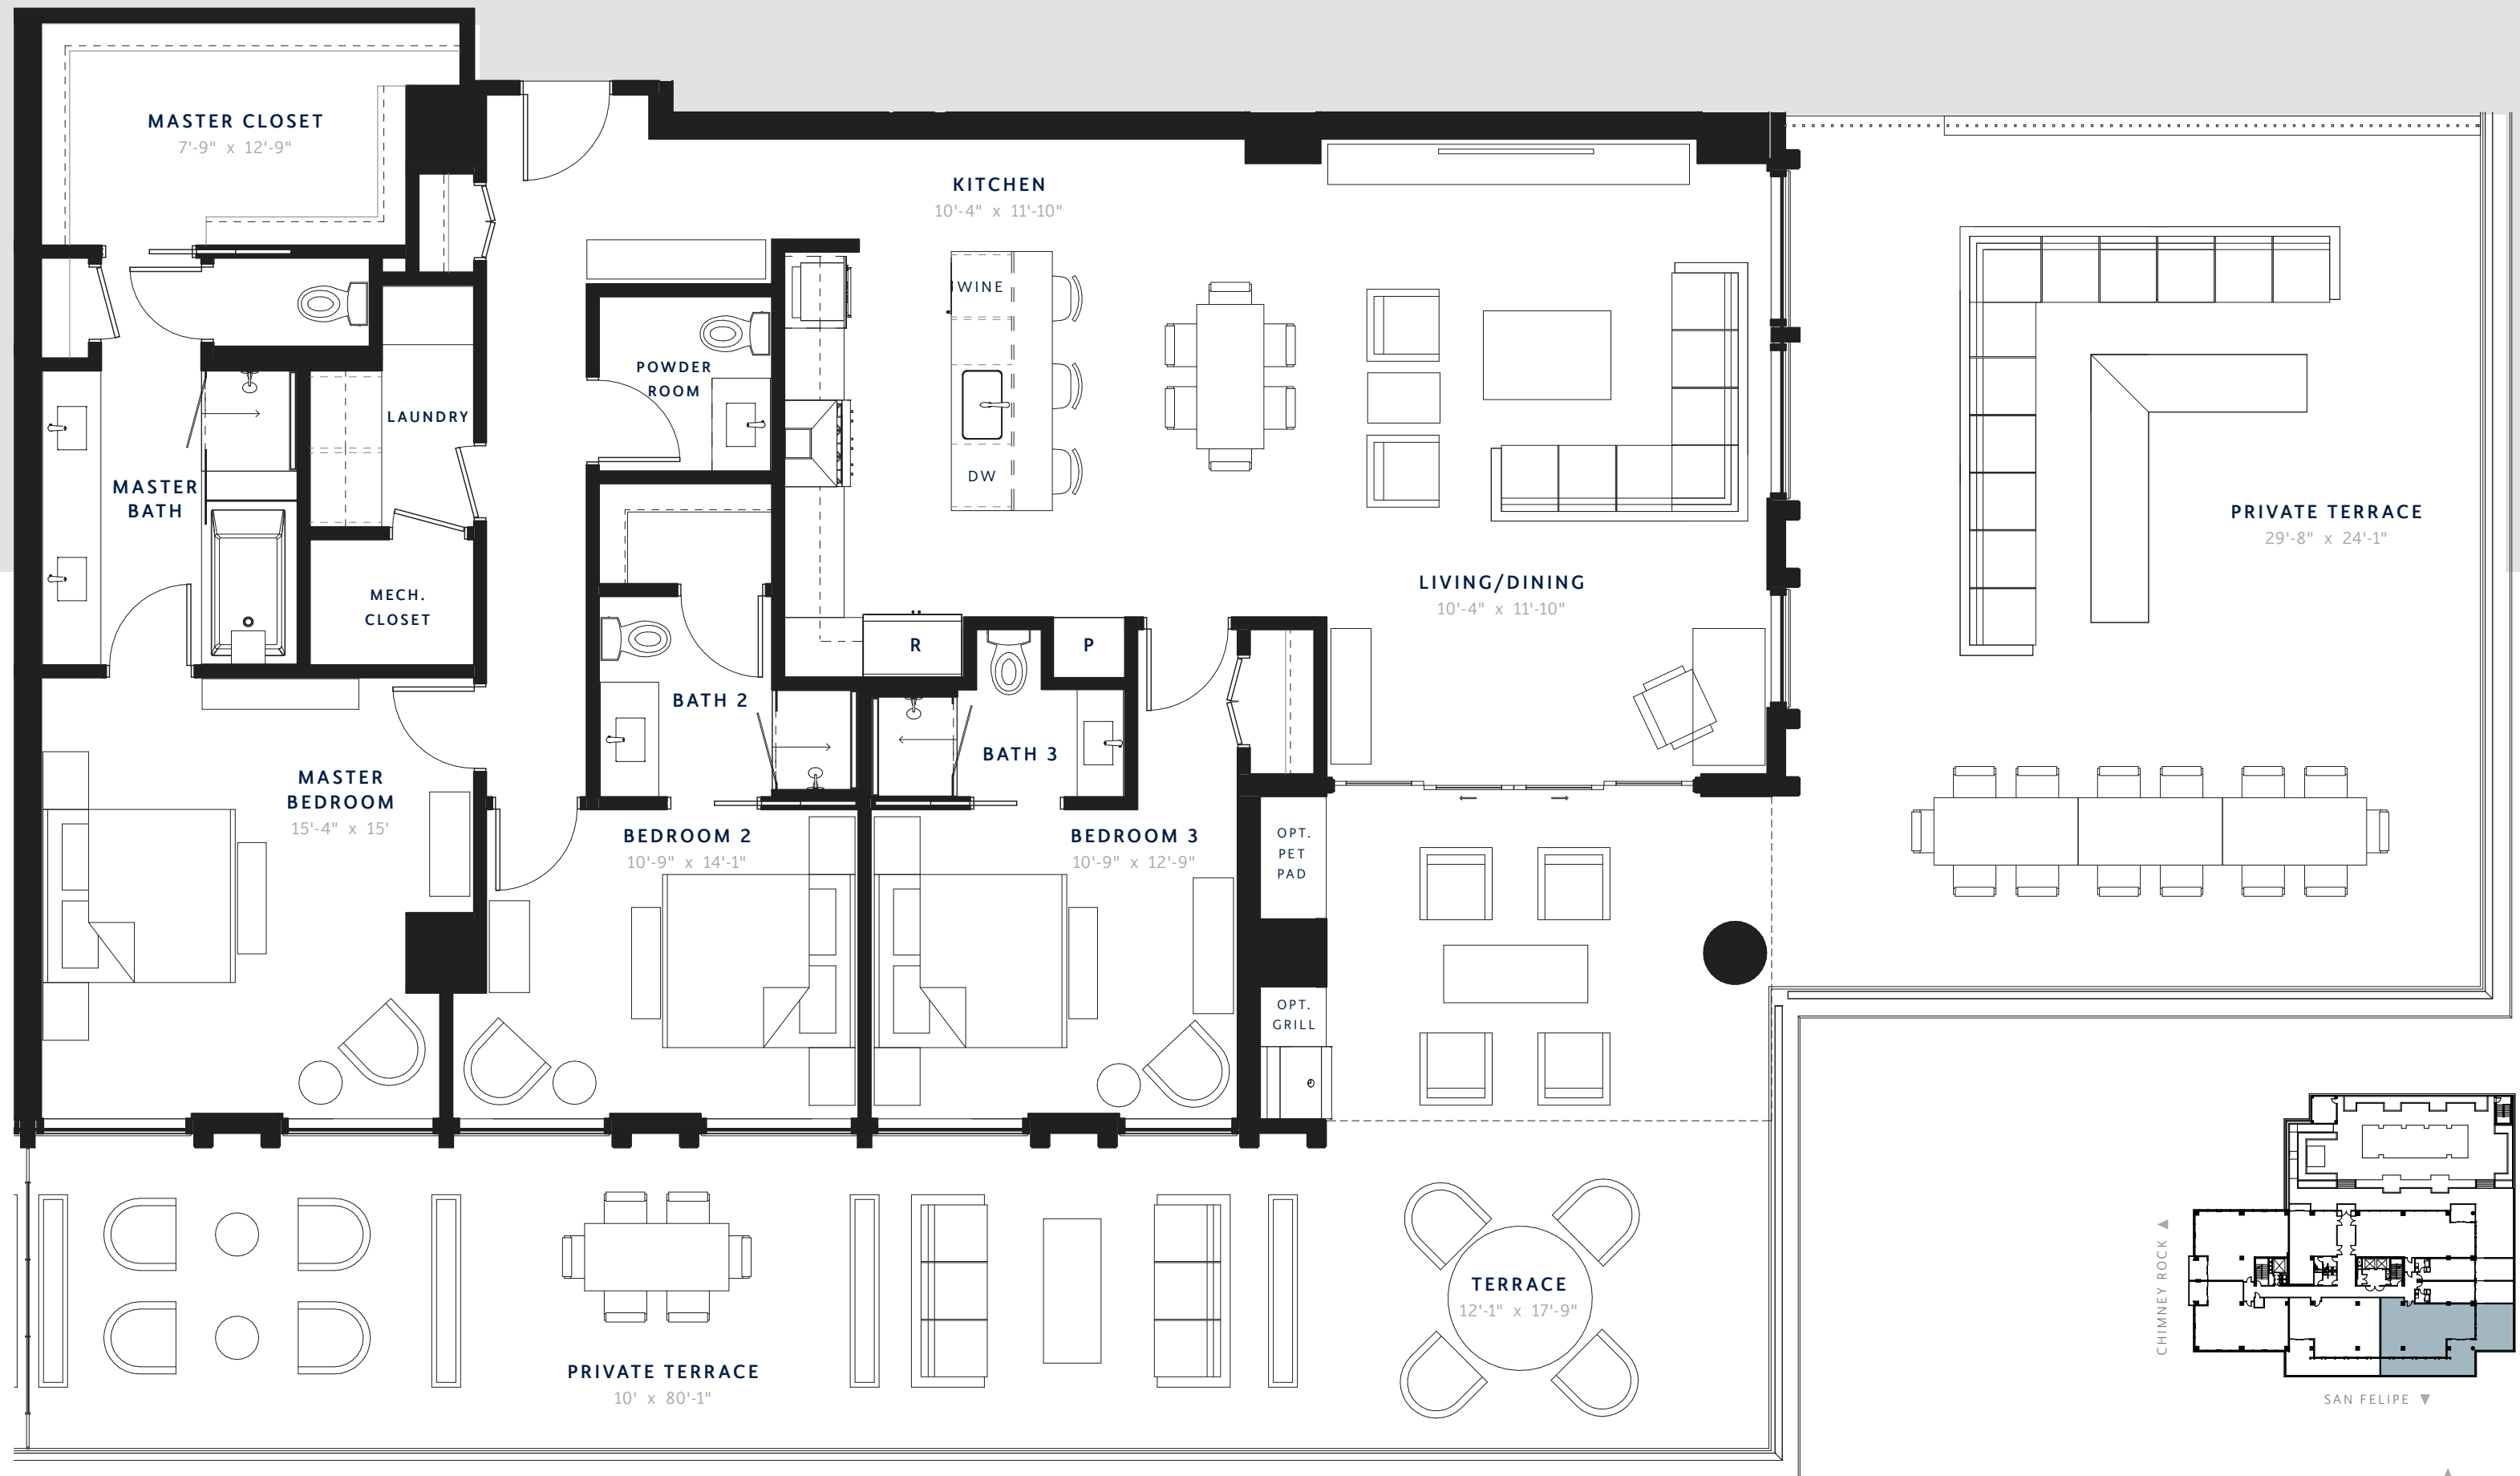 MASTER CLOSET
7'-9" x 12'-9"
KITCHEN
10'-4" x 11'-10"
WINE
POWDER
ROOM
LAUNDRY
DW
MASTER
BATH
PRIVATE TERRACE
29'-8" x 24'-1"
MECH.
CLOSET
LIVING/DINING
10'-4" x 11'-10"
R
P
BATH 2
BATH 3
MASTER
BEDROOM
15'-4" x 15'
BEDROOM 2
10'-9" x 14'-1"
BEDROOM 3
10'-9" x 12'-9"
OPT.
PET
PAD
OPT.
GRILL
TERRACE
12'-1" x 17'-9"
PRIVATE TERRACE
10' x 80'-1"
CHIMNEY ROCK ▲
SAN FELIPE ▼